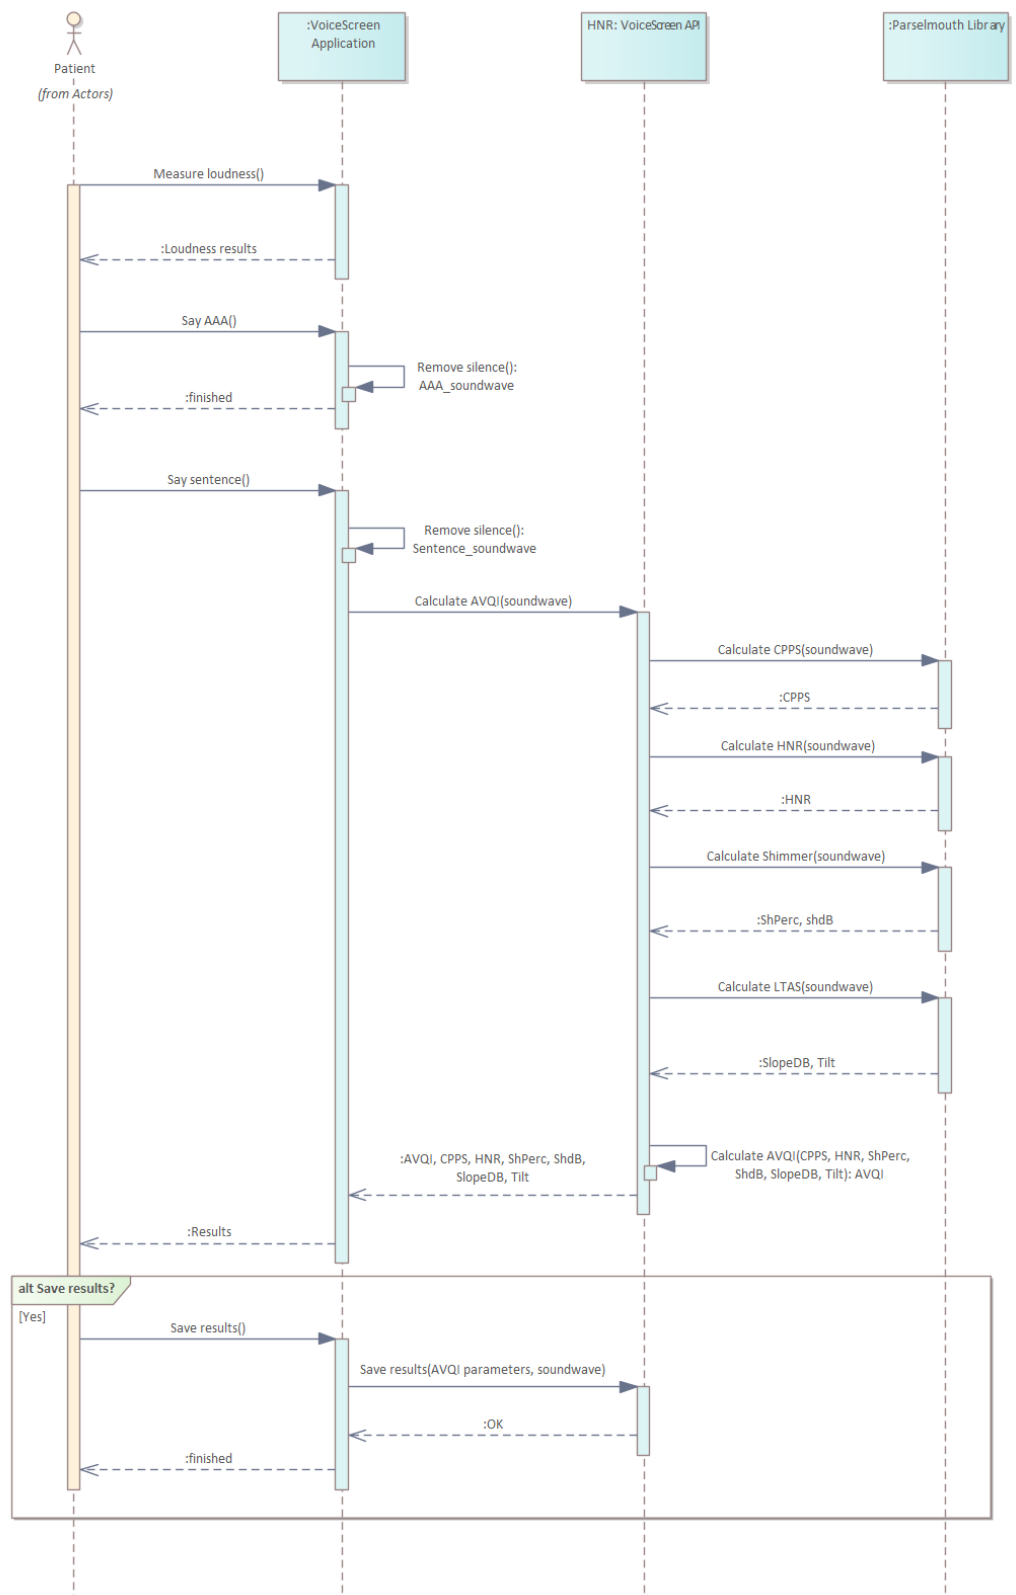 :VoiceScreen
Application
HNR: VoiceScreen API
:Parselmouth Library
Patient
(from Actors)
Measure loudness()
:Loudness results
Say AAA()
Remove silence():
AAA_soundwave
:finished
Say sentence()
Remove silence():
Sentence_soundwave
Calculate AVQI(soundwave)
Calculate CPPS(soundwave)
:CPPS
Calculate HNR(soundwave)
:HNR
Calculate Shimmer(soundwave)
:ShPerc, shdB
Calculate LTAS(soundwave)
:SlopeDB, Tilt
Calculate AVQI(CPPS, HNR, ShPerc,
ShdB, SlopeDB, Tilt): AVQI
:AVQI, CPPS, HNR, ShPerc, ShdB,
SlopeDB, Tilt
:Results
alt Save results?
[Yes]
Save results()
Save results(AVQI parameters, soundwave)
:OK
:finished